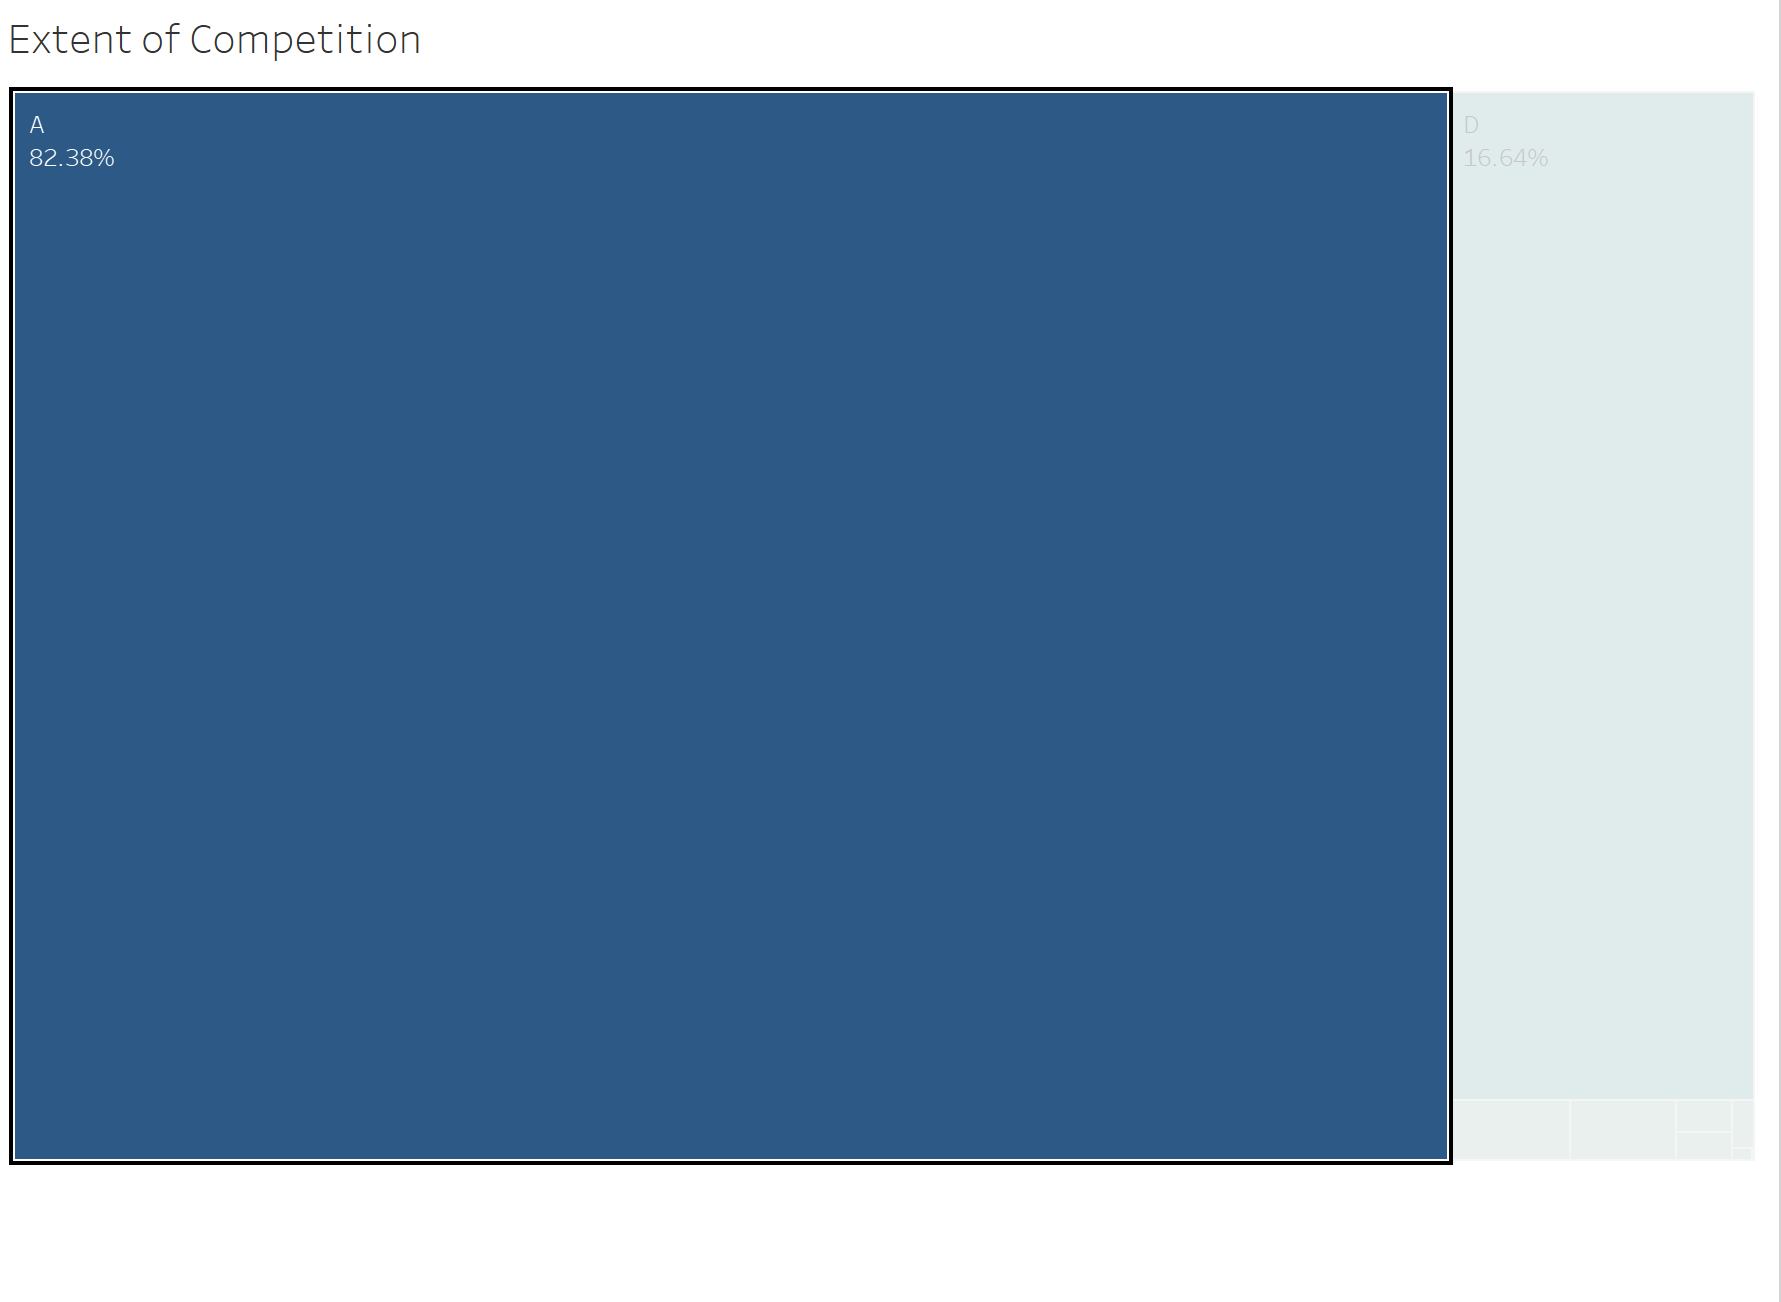 Extent of Competition
A
82.38%
D
16.64%